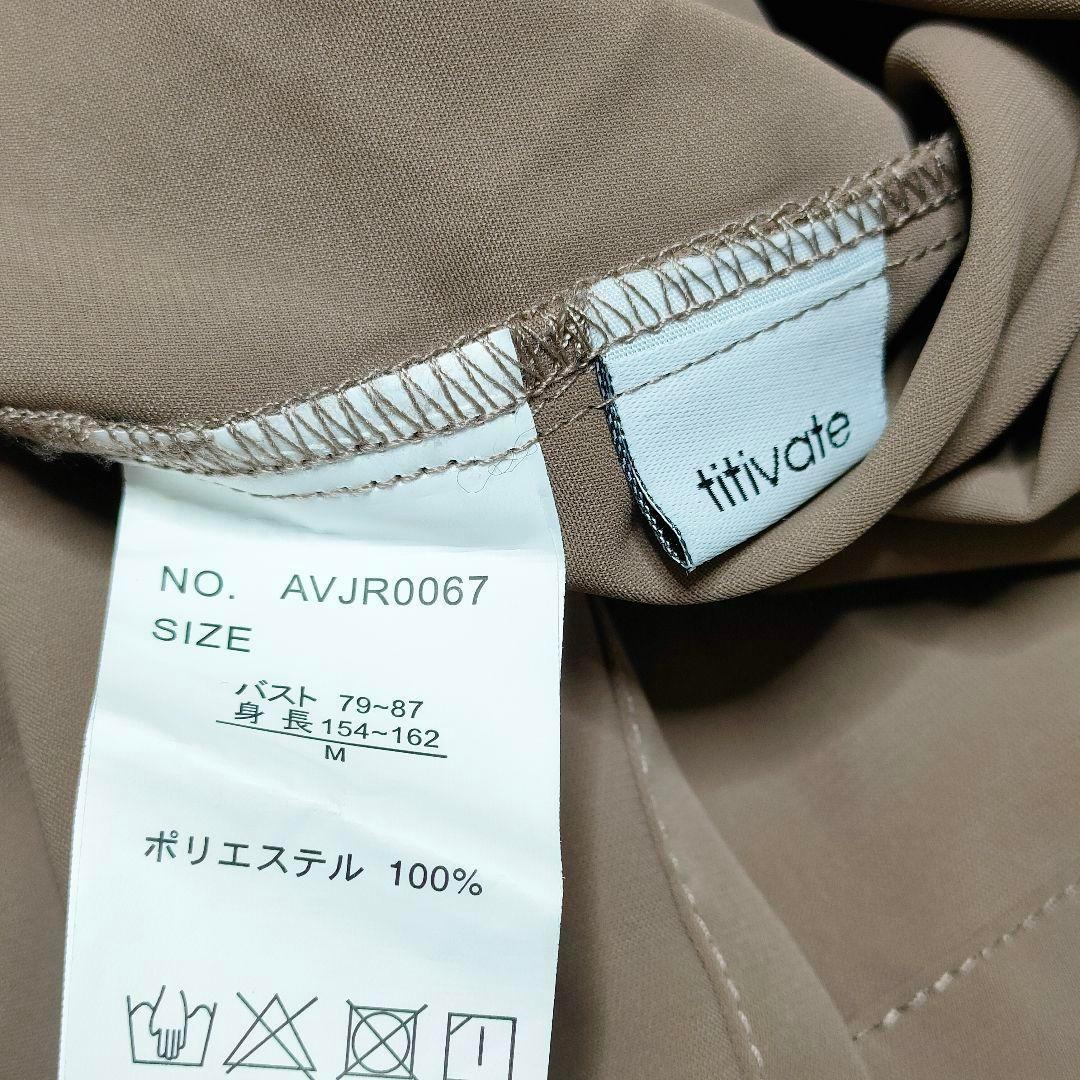 titivate
NO. AVJR0067
SIZE
バスト 79~87
身 長 154~162
M
ポリエステル 100%